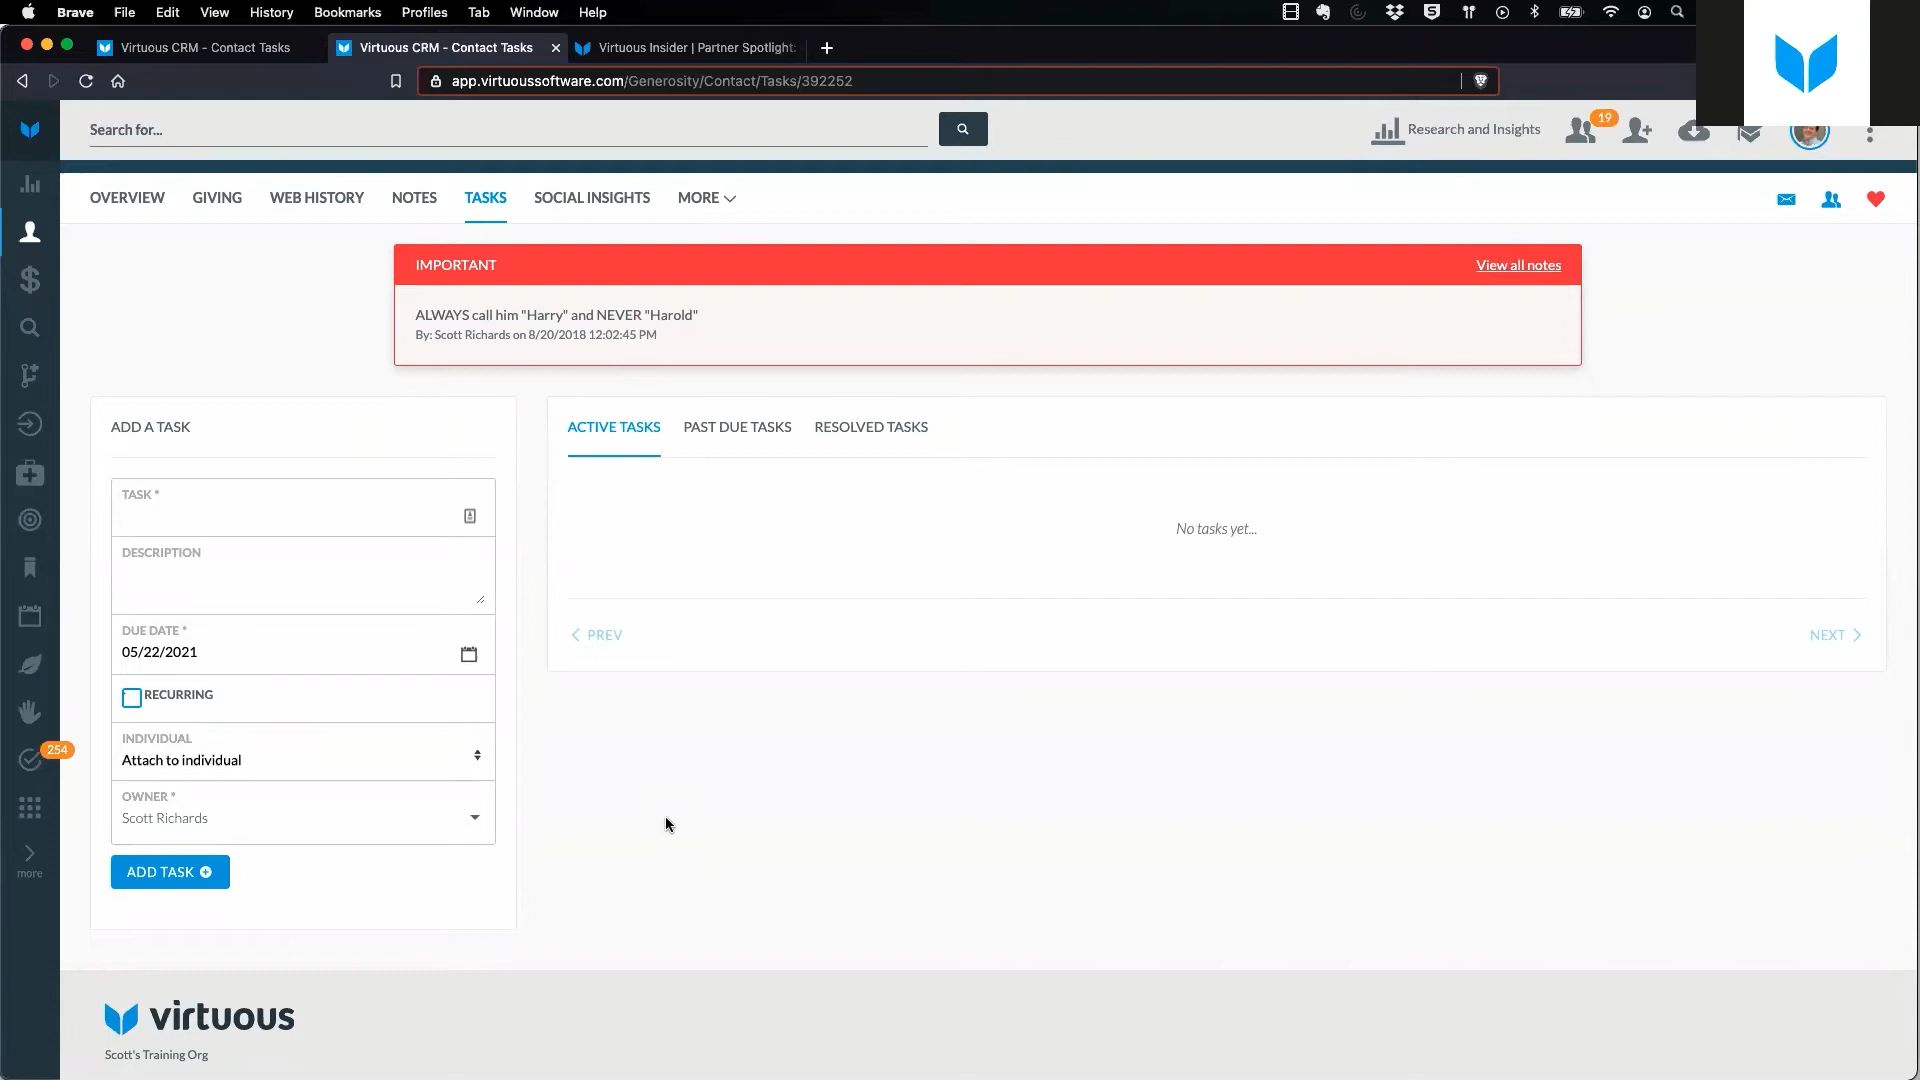 Brave File Edit View History Bookmarks Profiles Tab Window Help
Virtuous CRM - Contact Tasks
Virtuous CRM - Contact Tasks
Virtuous Insider | Partner Spotlight:
app.virtuoussoftware.com/Generosity/Contact/Tasks/392252
Search for...
Research and Insights
19
OVERVIEW GIVING WEB HISTORY NOTES TASKS SOCIAL INSIGHTS MORE
IMPORTANT
View all notes
ALWAYS call him "Harry" and NEVER "Harold"
By: Scott Richards on 8/20/2018 12:02:45 PM
ADD A TASK
TASK *
DESCRIPTION
DUE DATE *
05/22/2021
RECURRING
INDIVIDUAL
Attach to individual
OWNER *
Scott Richards
ADD TASK
ACTIVE TASKS PAST DUE TASKS RESOLVED TASKS
No tasks yet...
PREV
NEXT
254
more
virtuous
Scott's Training Org